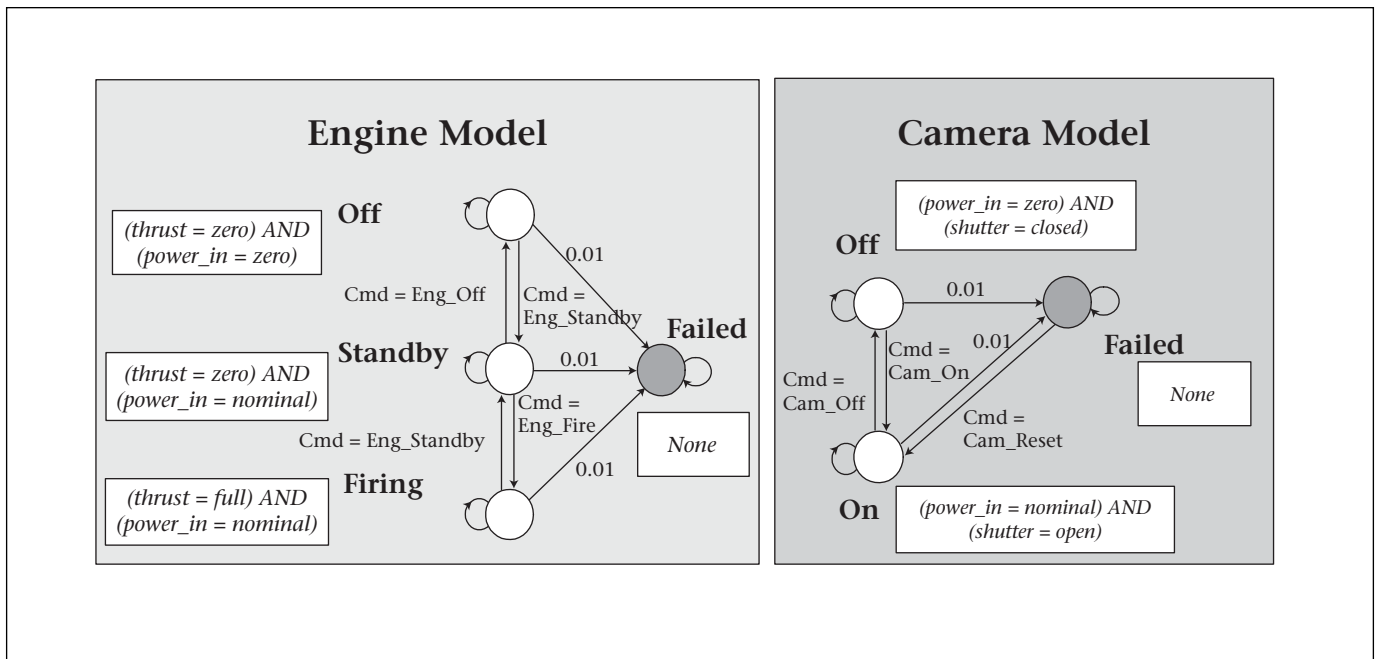 Engine Model
Off
(thrust = zero) AND
(power_in = zero)
0.01
Cmd = Eng_Off
Cmd =
Eng_Standby
Failed
Standby
0.01
(thrust = zero) AND
(power_in = nominal)
Cmd =
Eng_Fire
Cmd = Eng_Standby
None
0.01
Firing
(thrust = full) AND
(power_in = nominal)
Camera Model
(power_in = zero) AND
(shutter = closed)
Off
0.01
0.01
Failed
Cmd =
Cam_On
Cmd =
Cam_Off
None
Cmd =
Cam_Reset
On
(power_in = nominal) AND
(shutter = open)